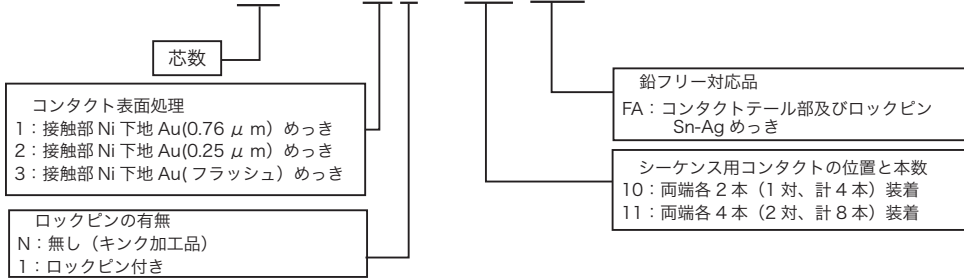 芯数
コンタクト表面処理
1：接触部 Ni 下地 Au(0.76 μ m）めっき
2：接触部 Ni 下地 Au(0.25 μ m）めっき
3：接触部 Ni 下地 Au( フラッシュ）めっき
ロックピンの有無
N：無し（キンク加工品）
1：ロックピン付き
鉛フリー対応品
FA：コンタクトテール部及びロックピン
Sn-Ag めっき
シーケンス用コンタクトの位置と本数
10：両端各 2 本（1 対、計 4 本）装着
11：両端各 4 本（2 対、計 8 本）装着